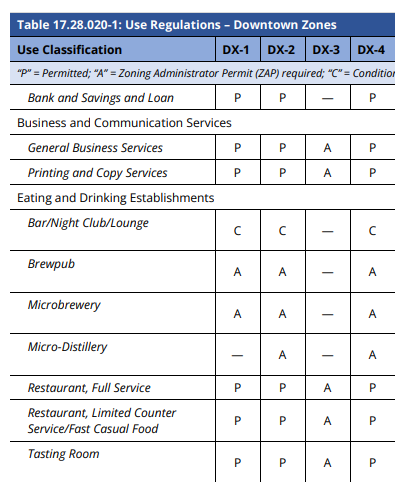 Table 17.28.020-1: Use Regulations – Downtown Zones
Use Classification DX-1 DX-2 DX-3 DX-4
“P” = Permitted; “A” = Zoning Administrator Permit (ZAP) required; “C” = Condition
Bank and Savings and Loan P P — P
Business and Communication Services
General Business Services P P A P
Printing and Copy Services P P A P
Eating and Drinking Establishments
Bar/Night Club/Lounge C C — C
Brewpub A A — A
Microbrewery A A — A
Micro-Distillery — A — A
Restaurant, Full Service P P A P
Restaurant, Limited Counter
Service/Fast Casual Food P P A P
Tasting Room P P A P